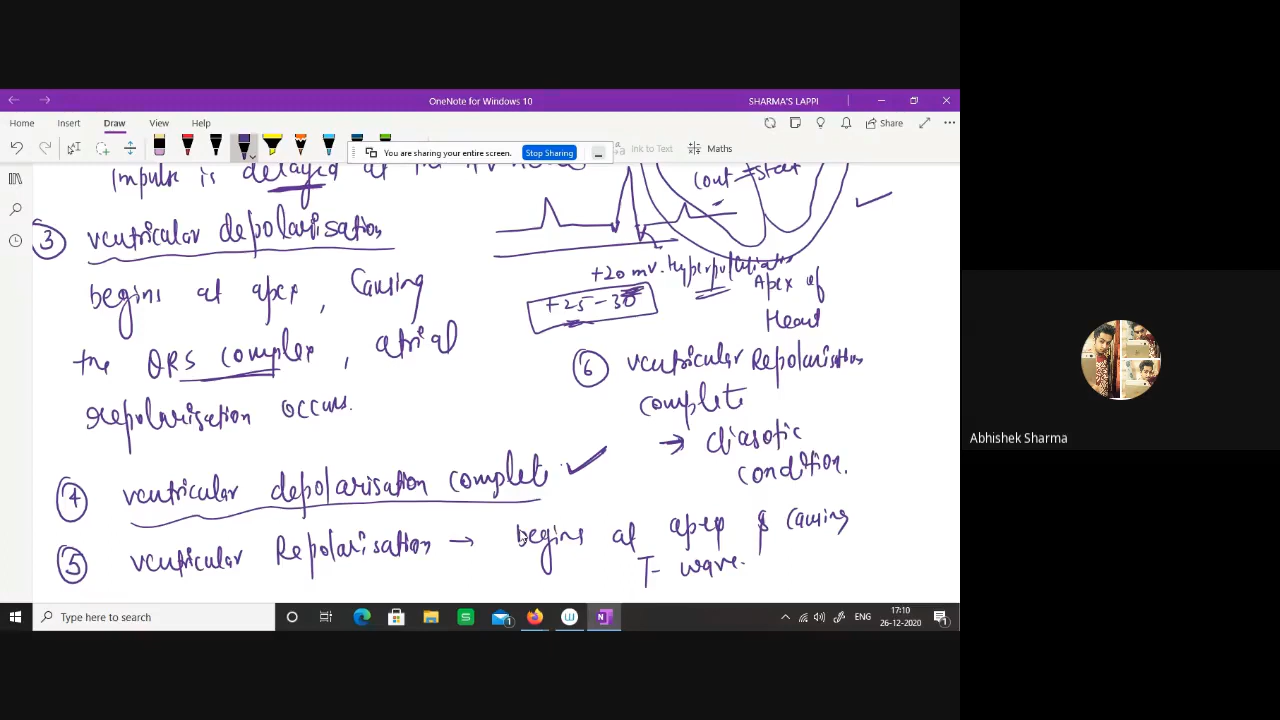 OneNote for Windows 10
SHARMA'S LAPPI
Home Insert Draw View Help
Share
You are sharing your entire screen.
Stop Sharing
Ink to Text
Maths
Impulse is delayed at the
3 ventricular depolarisation
begins at apex, Causing
the QRS complex, atrial
repolarisation occurs.
4 ventricular depolarisation complete
5 ventricular Repolarisation → begins at apex & causing
T- wave.
+20 mv.
+25 - 30
Apex of
Heart
6 ventricular Repolarisation
complete
→ diasotic
condition.
Abhishek Sharma
Type here to search
ENG
17:10
26-12-2020